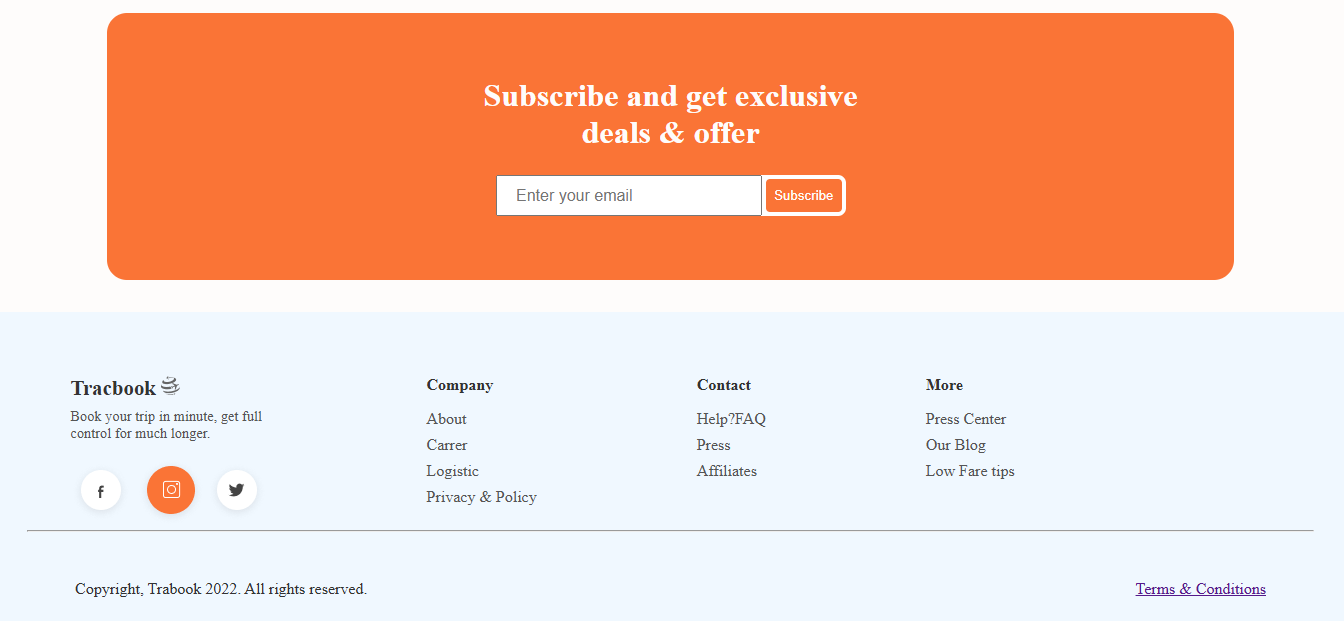 Subscribe and get exclusive
deals & offer
Enter your email
Subscribe
Tracbook
Book your trip in minute, get full
control for much longer.
Company
About
Carrer
Logistic
Privacy & Policy
Contact
Help?FAQ
Press
Affiliates
More
Press Center
Our Blog
Low Fare tips
Copyright, Trabook 2022. All rights reserved.
Terms & Conditions